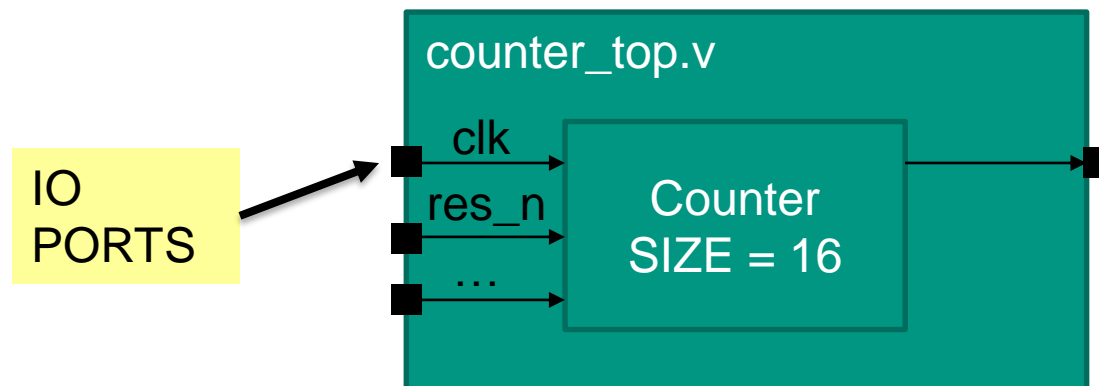 counter_top.v
clk
res_n
...
IO
PORTS
Counter
SIZE = 16